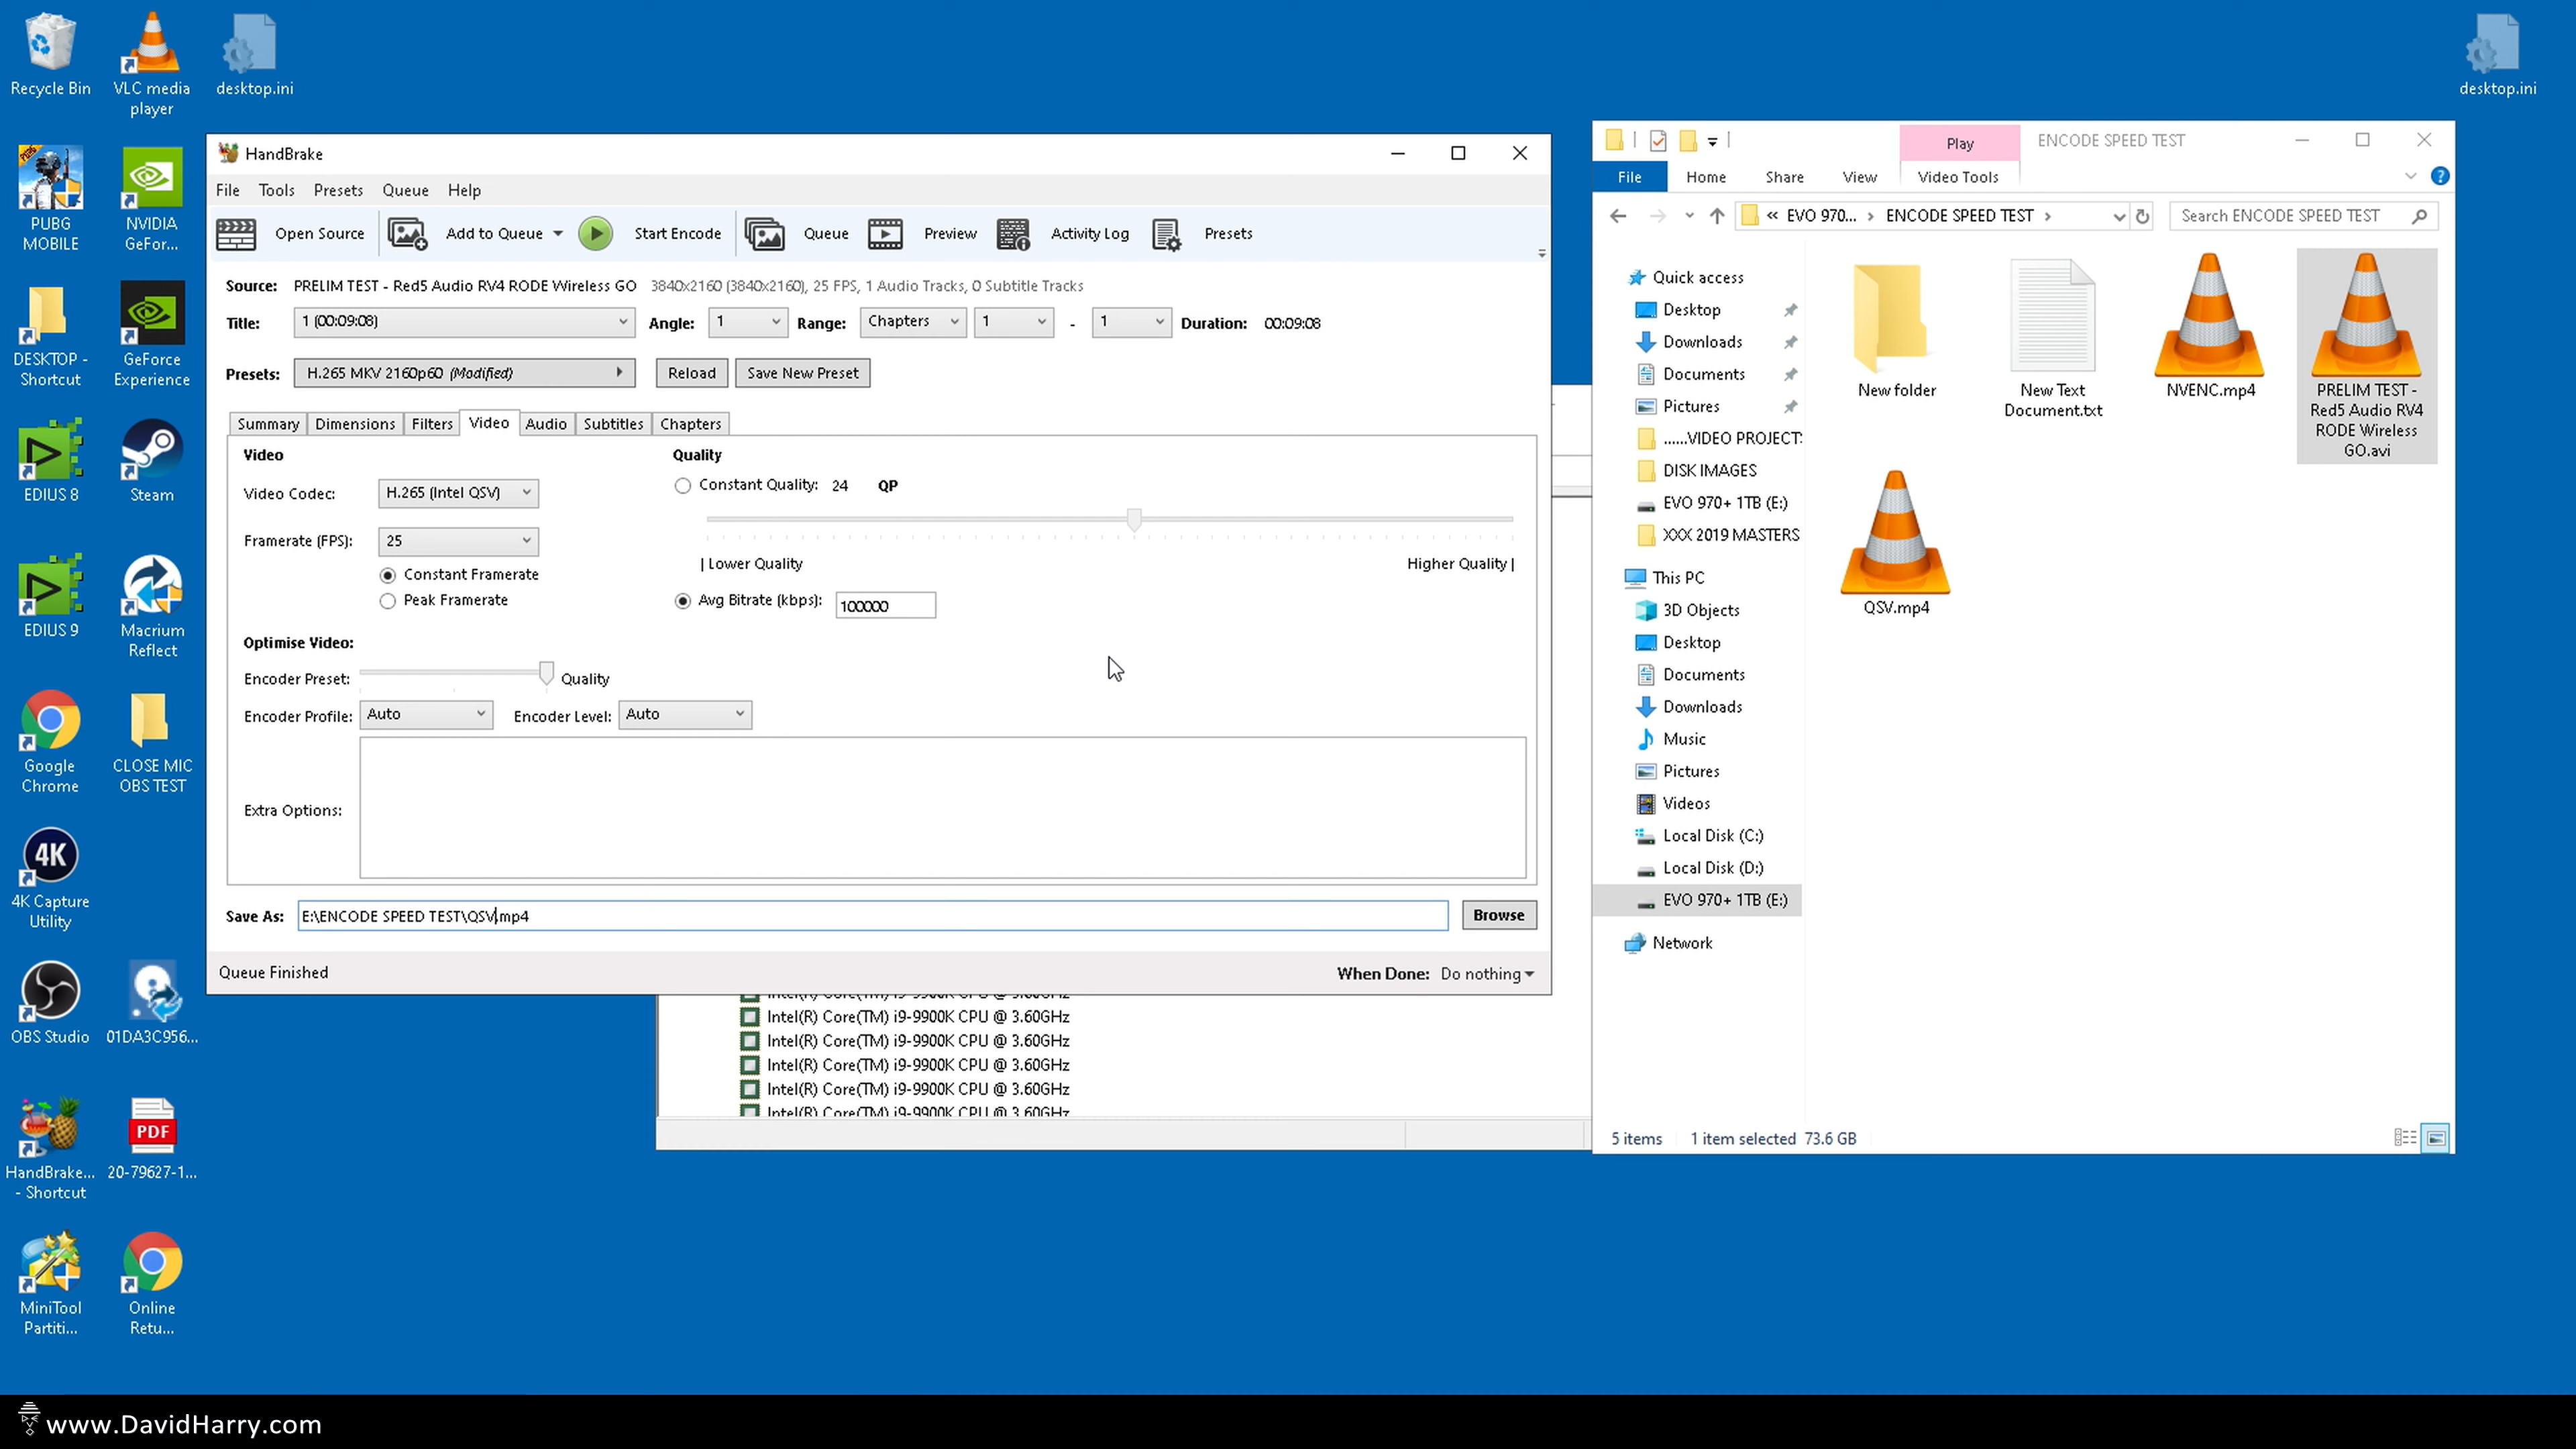 Recycle Bin
VLC media
player
desktop.ini
desktop.ini
PUBG
MOBILE
NVIDIA
GeFor...
DESKTOP -
Shortcut
GeForce
Experience
EDIUS 8
Steam
EDIUS 9
Macrium
Reflect
Google
Chrome
CLOSE MIC
OBS TEST
4K
4K Capture
Utility
OBS Studio
01DA3C956...
HandBrake...
- Shortcut
PDF
20-79627-1...
MiniTool
Partiti...
Online
Retu...
HandBrake
File Tools Presets Queue Help
Open Source Add to Queue Start Encode Queue Preview Activity Log Presets
Source: PRELIM TEST - Red5 Audio RV4 RODE Wireless GO 3840x2160 (3840x2160), 25 FPS, 1 Audio Tracks, 0 Subtitle Tracks
Title: 1 (00:09:08) Angle: 1 Range: Chapters 1 - 1 Duration: 00:09:08
Presets: H.265 MKV 2160p60 (Modified) Reload Save New Preset
Summary Dimensions Filters Video Audio Subtitles Chapters
Video Quality
Video Codec: H.265 (Intel QSV) Constant Quality: 24 QP
Framerate (FPS): 25
| Lower Quality Higher Quality |
Constant Framerate
Peak Framerate Avg Bitrate (kbps): 100000
Optimise Video:
Encoder Preset: Quality
Encoder Profile: Auto Encoder Level: Auto
Extra Options:
Save As: E:\ENCODE SPEED TEST\QSV.mp4 Browse
Queue Finished When Done: Do nothing
Intel(R) Core(TM) i9-9900K CPU @ 3.60GHz
Intel(R) Core(TM) i9-9900K CPU @ 3.60GHz
Intel(R) Core(TM) i9-9900K CPU @ 3.60GHz
Intel(R) Core(TM) i9-9900K CPU @ 3.60GHz
Intel(R) Core(TM) i9-9900K CPU @ 3.60GHz
Intel(R) Core(TM) i9-9900K CPU @ 3.60GHz
Play ENCODE SPEED TEST
File Home Share View Video Tools
« EVO 970... › ENCODE SPEED TEST › Search ENCODE SPEED TEST
Quick access
Desktop
Downloads
Documents
Pictures
......VIDEO PROJECT
DISK IMAGES
EVO 970+ 1TB (E:)
XXX 2019 MASTERS
This PC
3D Objects
Desktop
Documents
Downloads
Music
Pictures
Videos
Local Disk (C:)
Local Disk (D:)
EVO 970+ 1TB (E:)
Network
New folder
New Text
Document.txt
NVENC.mp4
PRELIM TEST -
Red5 Audio RV4
RODE Wireless
GO.avi
QSV.mp4
5 items 1 item selected 73.6 GB
www.DavidHarry.com